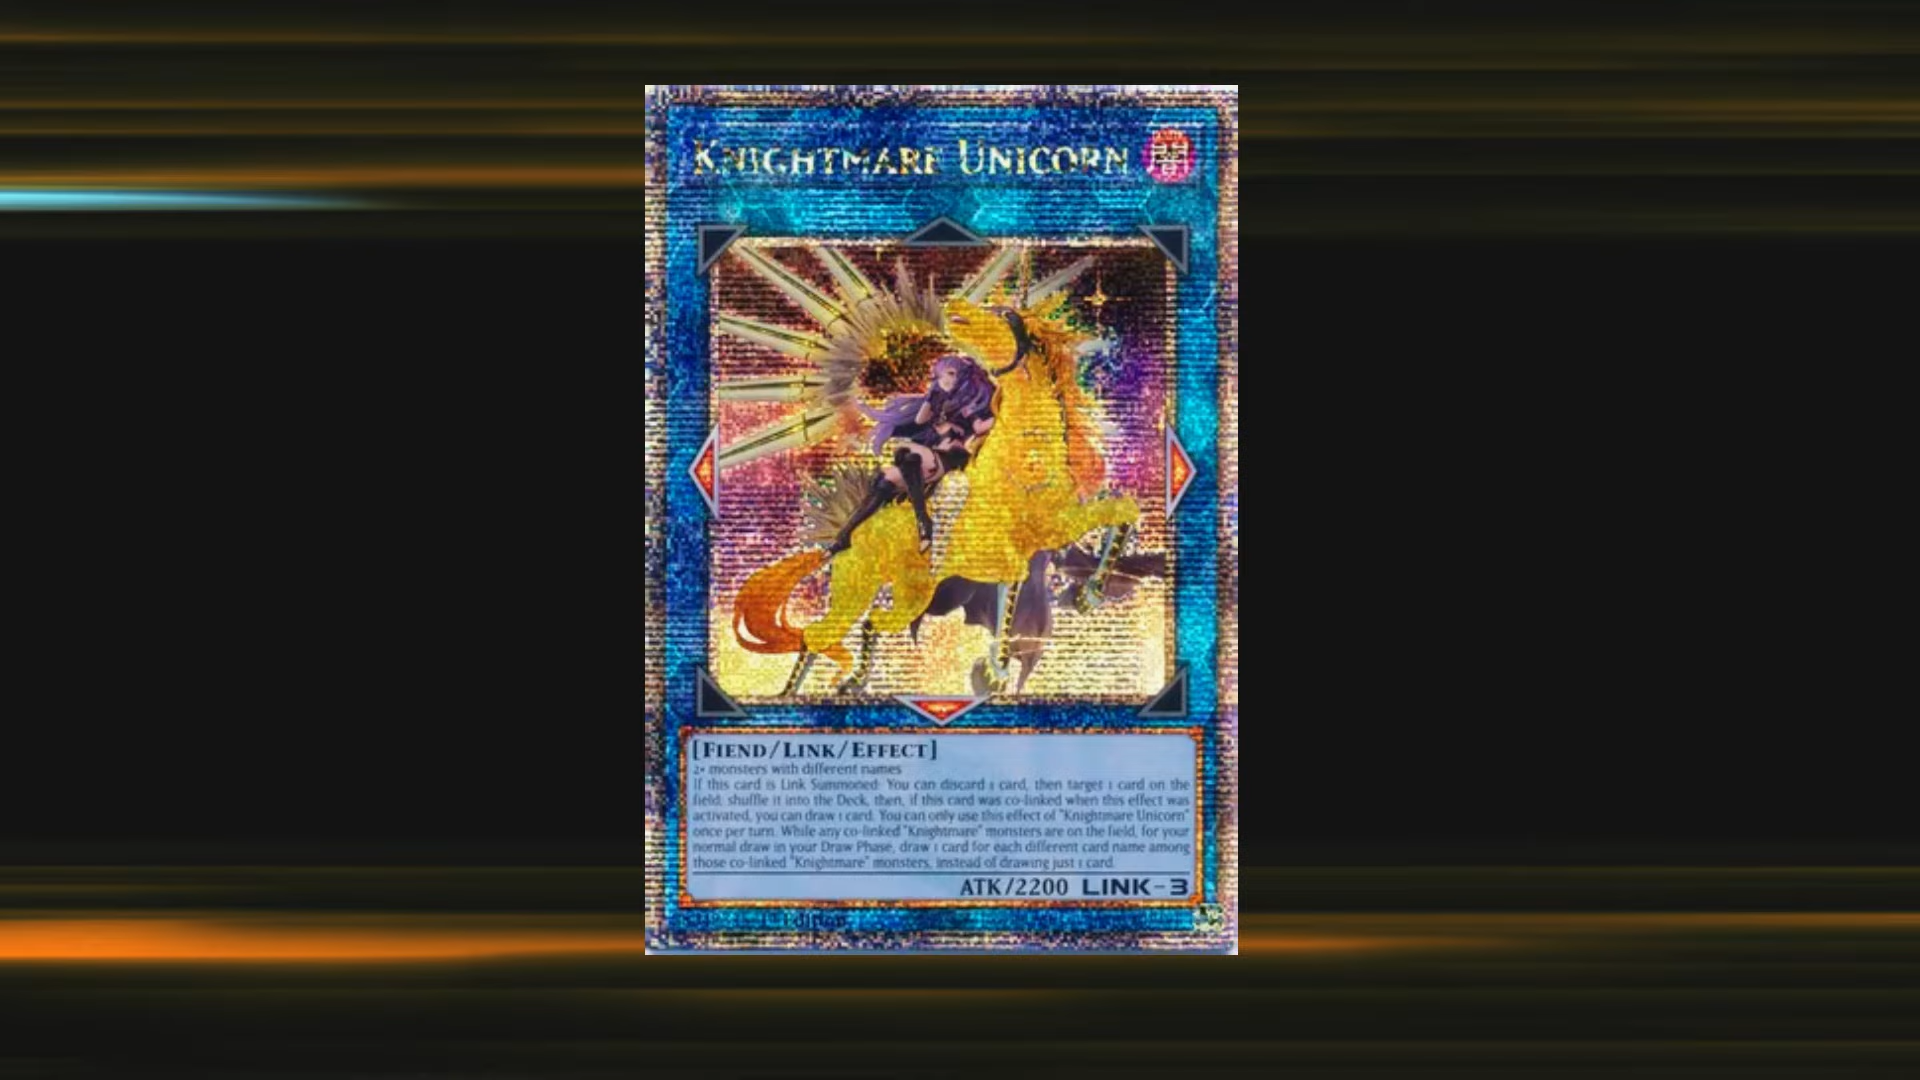 KNIGHTMARE UNICORN 闇
[FIEND/LINK/EFFECT]
2+ monsters with different names
If this card is Link Summoned: You can discard 1 card, then target 1 card on the
field; shuffle it into the Deck, then, if this card was co-linked when this effect was
activated, you can draw 1 card. You can only use this effect of "Knightmare Unicorn"
once per turn. While any co-linked "Knightmare" monsters are on the field, for your
normal draw in your Draw Phase, draw 1 card for each different card name among
those co-linked "Knightmare" monsters, instead of drawing just 1 card.
ATK/2200 LINK-3
Edition